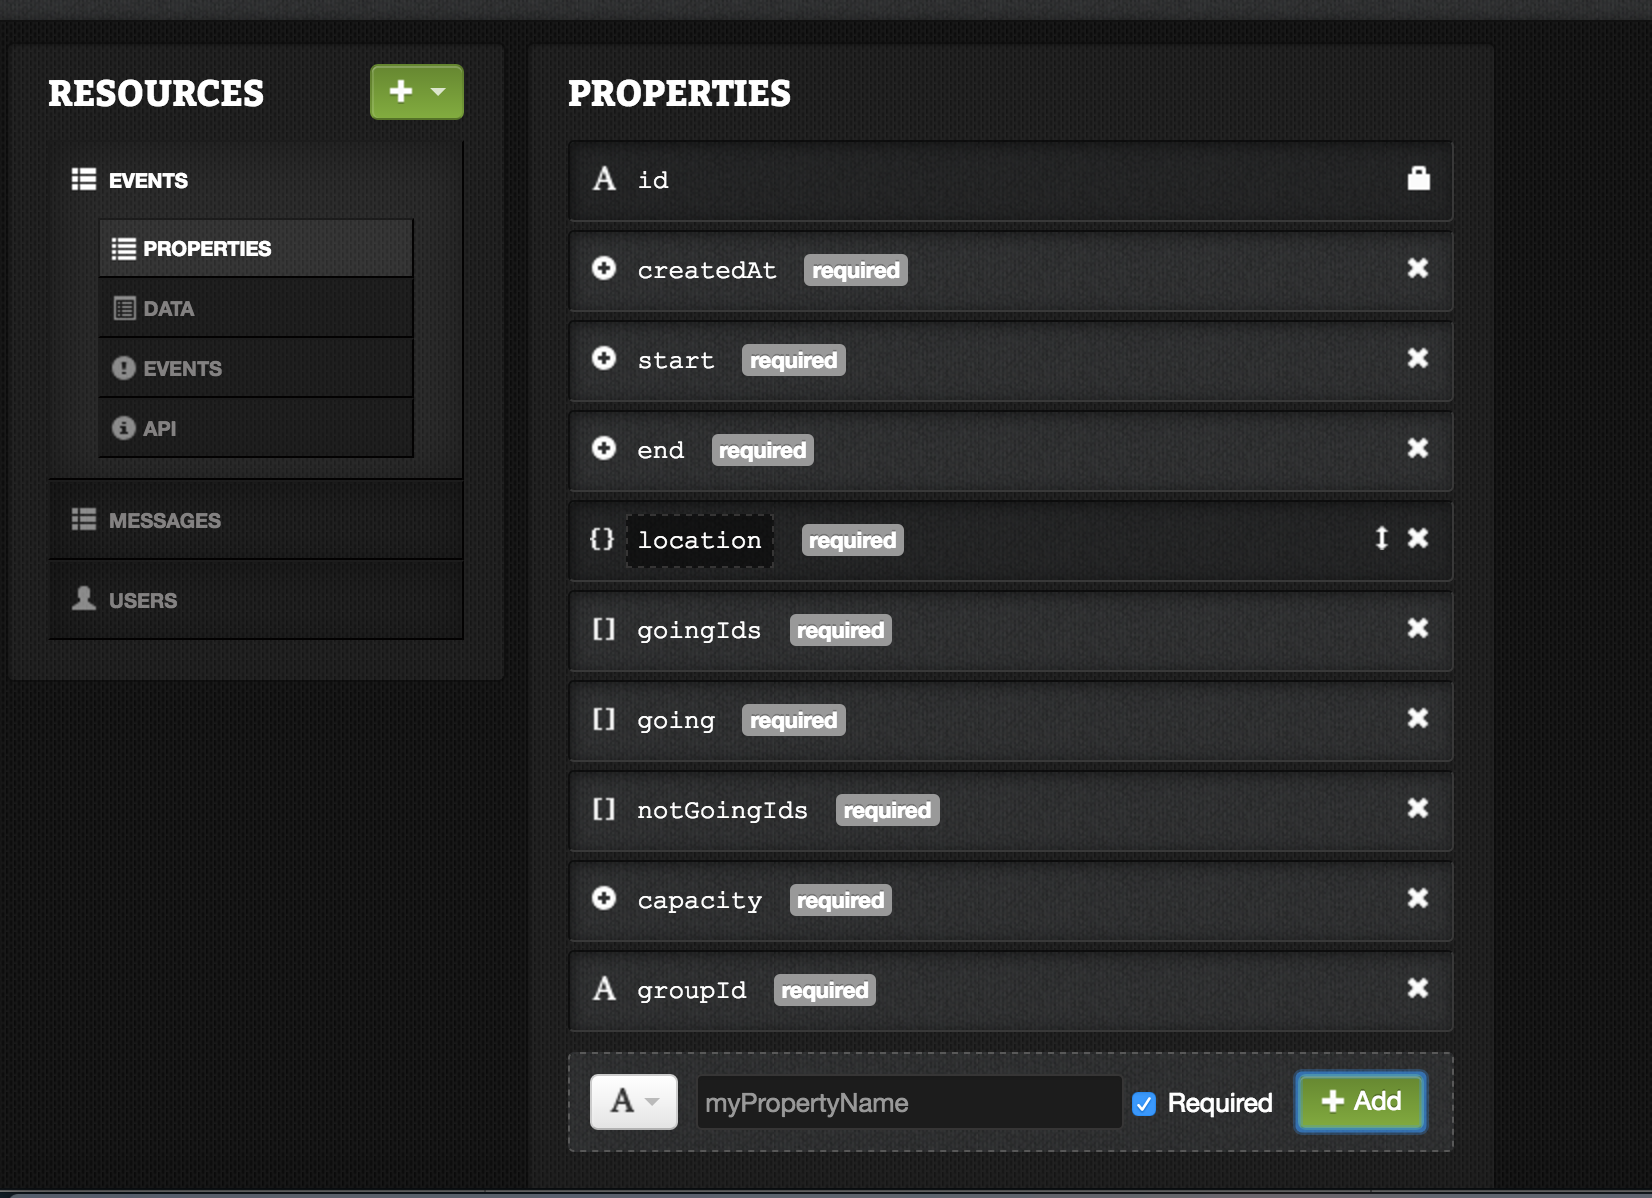 RESOURCES
EVENTS
PROPERTIES
DATA
EVENTS
API
MESSAGES
USERS
PROPERTIES
A id
createdAt required
start required
end required
{} location required
[] goingIds required
[] going required
[] notGoingIds required
capacity required
A groupId required
A myPropertyName Required + Add